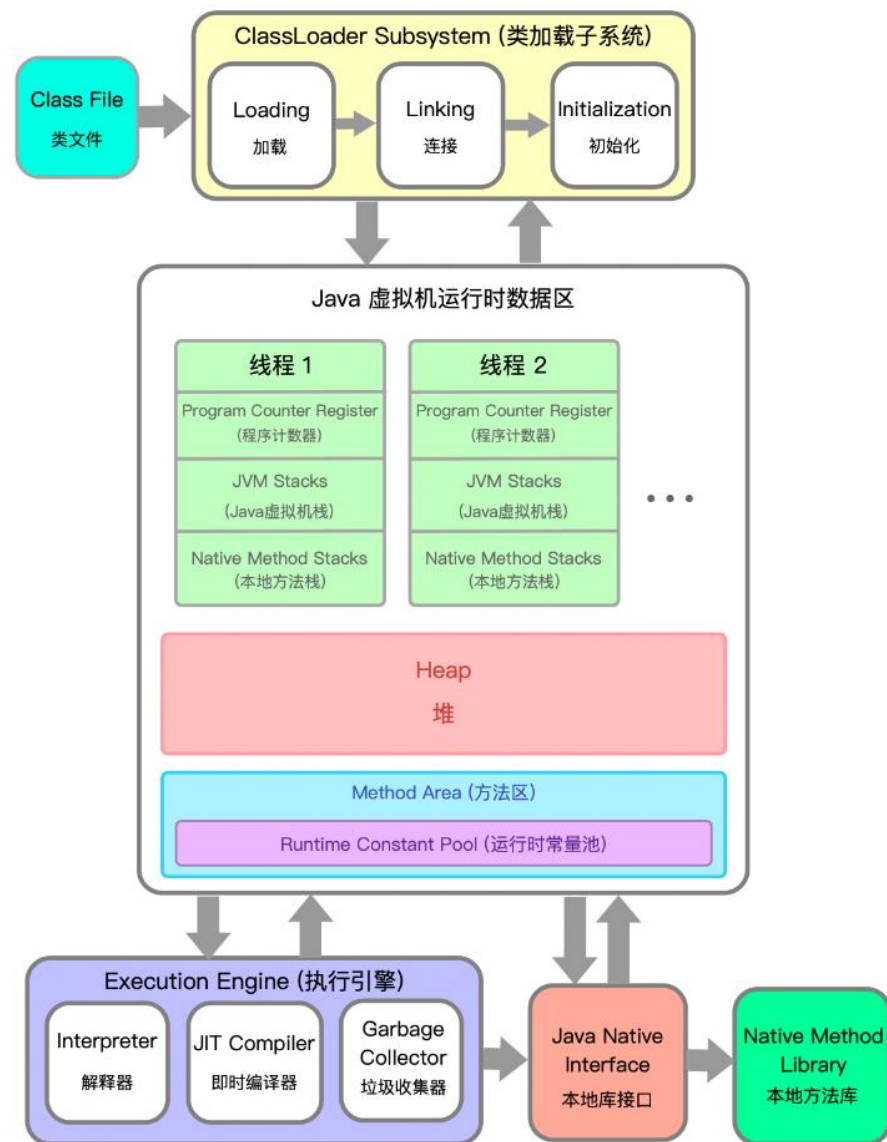 ClassLoader Subsystem (类加载子系统)
Class File
类文件
Loading
加载
Linking
连接
Initialization
初始化
Java 虚拟机运行时数据区
线程 1
Program Counter Register
(程序计数器)
JVM Stacks
(Java虚拟机栈)
Native Method Stacks
(本地方法栈)
线程 2
Program Counter Register
(程序计数器)
JVM Stacks
(Java虚拟机栈)
Native Method Stacks
(本地方法栈)
•••
Heap
堆
Method Area (方法区)
Runtime Constant Pool (运行时常量池)
Execution Engine (执行引擎)
Interpreter
解释器
JIT Compiler
即时编译器
Garbage
Collector
垃圾收集器
Java Native
Interface
本地库接口
Native Method
Library
本地方法库